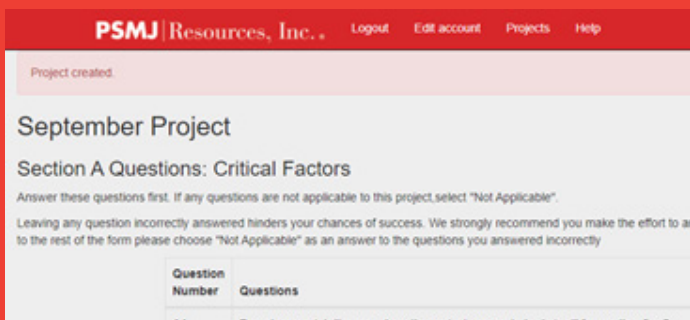 PSMJ | Resources, Inc.
Logout
Edit account
Projects
Help
Project created.
September Project
Section A Questions: Critical Factors
Answer these questions first. If any questions are not applicable to this project,select "Not Applicable".
Leaving any question incorrectly answered hinders your chances of success. We strongly recommend you make the effort to
to the rest of the form please choose "Not Applicable" as an answer to the questions you answered incorrectly
Question
Number
Questions